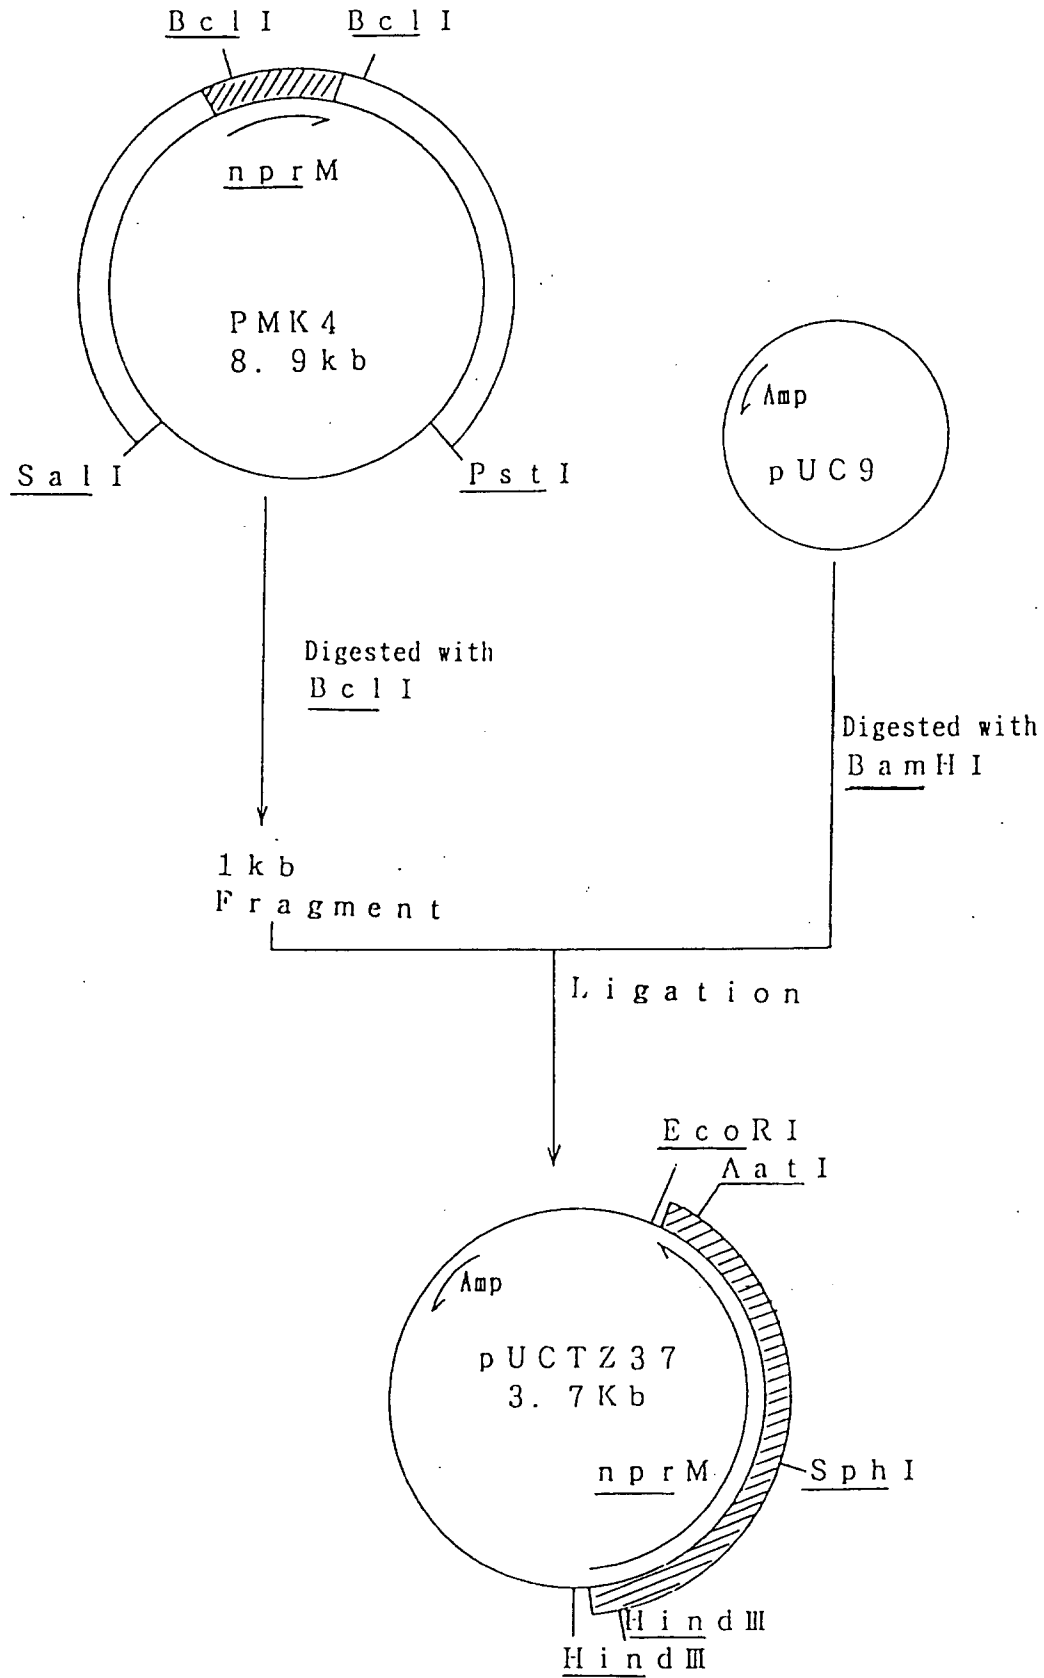 BclI BclI
nprM
PMK4
8. 9kb
SalI
PstI
Amp
pUC9
Digested with
BclI
Digested with
BamHI
1kb
Fragment
Ligation
EcoRI
AatI
Amp
pUCTZ37
3. 7Kb
nprM
SphI
HindⅢ
HindⅢ